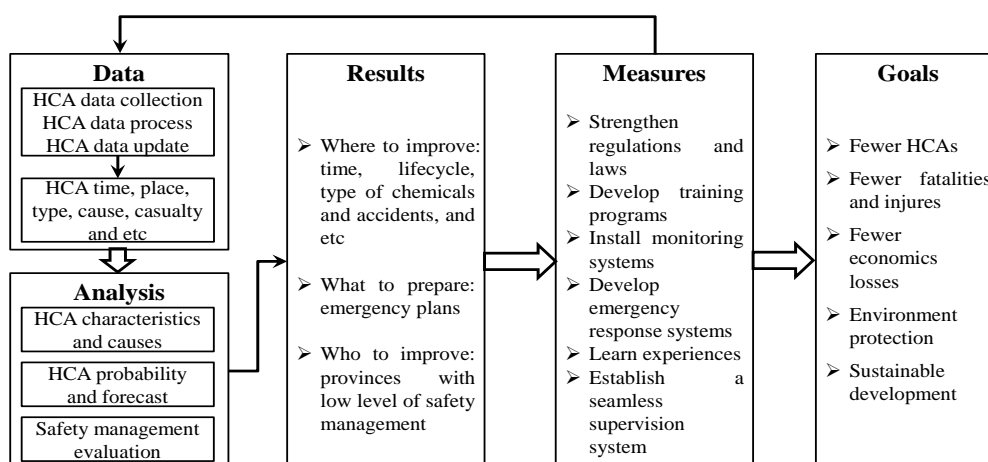 Data
HCA data collection
HCA data process
HCA data update
HCA time, place,
type, cause, casualty
and etc
Analysis
HCA characteristics
and causes
HCA probability
and forecast
Safety management
evaluation
Results
➢ Where to improve:
time, lifecycle,
type of chemicals
and accidents, and
etc
➢ What to prepare:
emergency plans
➢ Who to improve:
provinces with
low level of safety
management
Measures
➢ Strengthen
regulations and
laws
➢ Develop training
programs
➢ Install monitoring
systems
➢ Develop
emergency
response systems
➢ Learn experiences
➢ Establish a
seamless
supervision
system
Goals
➢ Fewer HCAs
➢ Fewer fatalities
and injures
➢ Fewer
economics
losses
➢ Environment
protection
➢ Sustainable
development